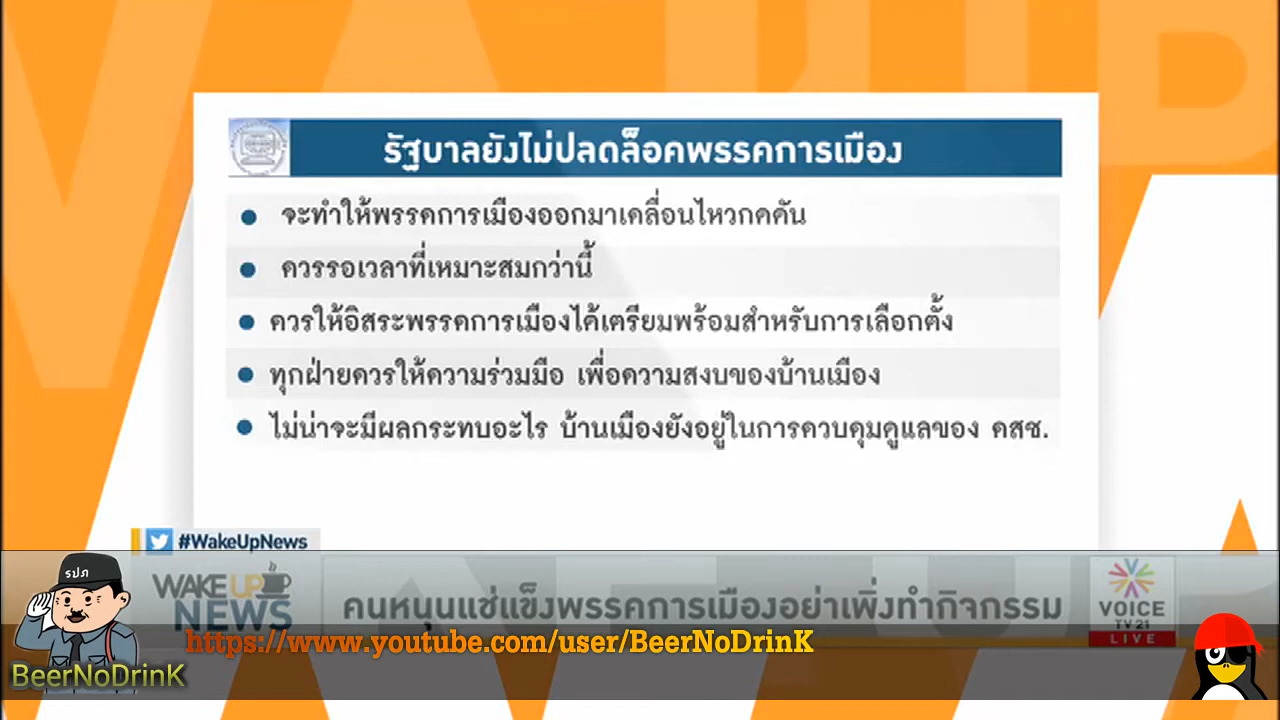 รัฐบาลยังไม่ปลดล็อคพรรคการเมือง
จะทำให้พรรคการเมืองออกมาเคลื่อนไหวกดดัน
ควรรอเวลาที่เหมาะสมกว่านี้
ควรให้อิสระพรรคการเมืองได้เตรียมพร้อมสำหรับการเลือกตั้ง
ทุกฝ่ายควรให้ความร่วมมือ เพื่อความสงบของบ้านเมือง
ไม่น่าจะมีผลกระทบอะไร บ้านเมืองยังอยู่ในการควบคุมดูแลของ คสช.
#WakeUpNews
WAKE UP
NEWS
คนหนุนแช่แข็งพรรคการเมืองอย่าเพิ่งทำกิจกรรม
VOICE
TV 21
LIVE
รปภ
https://www.youtube.com/user/BeerNoDrinK
BeerNoDrinK